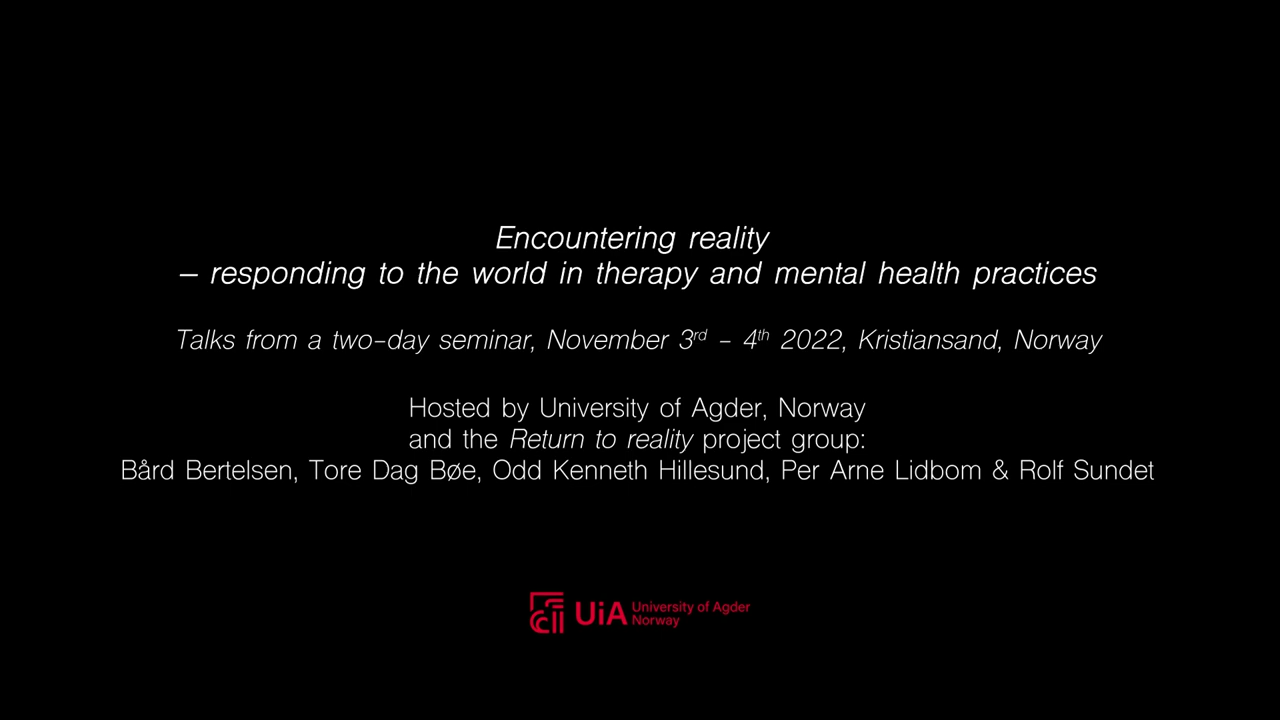 Encountering reality
– responding to the world in therapy and mental health practices
Talks from a two-day seminar, November 3rd - 4th 2022, Kristiansand, Norway
Hosted by University of Agder, Norway
and the Return to reality project group:
Bård Bertelsen, Tore Dag Bøe, Odd Kenneth Hillesund, Per Arne Lidbom & Rolf Sundet
UiA University of Agder
Norway